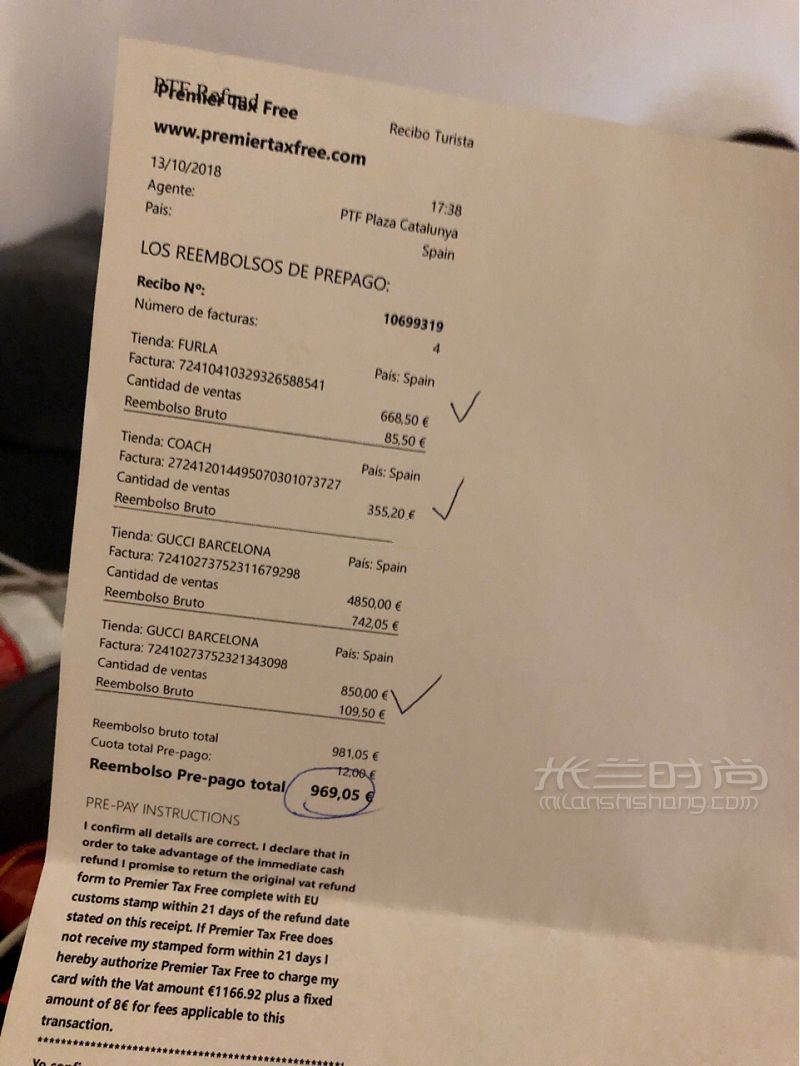 PTF Refund
Premier Tax Free
Recibo Turista
www.premiertaxfree.com
13/10/2018 17:38
Agente: PTF Plaza Catalunya
País: Spain
LOS REEMBOLSOS DE PREPAGO:
Recibo Nº: 10699319
Número de facturas: 4
Tienda: FURLA País: Spain
Factura: 72410410329326588541
Cantidad de ventas 668,50 €
Reembolso Bruto 85,50 €
Tienda: COACH País: Spain
Factura: 272412014495070301073727
Cantidad de ventas 355,20 €
Reembolso Bruto
Tienda: GUCCI BARCELONA País: Spain
Factura: 72410273752311679298
Cantidad de ventas 4850,00 €
Reembolso Bruto 742,05 €
Tienda: GUCCI BARCELONA País: Spain
Factura: 72410273752321343098
Cantidad de ventas 850,00 €
Reembolso Bruto 109,50 €
Reembolso bruto total 981,05 €
Cuota total Pre-pago: 12,00 €
Reembolso Pre-pago total 969,05 €
PRE-PAY INSTRUCTIONS
I confirm all details are correct. I declare that in
order to take advantage of the immediate cash
refund I promise to return the original vat refund
form to Premier Tax Free complete with EU
customs stamp within 21 days of the refund date
stated on this receipt. If Premier Tax Free does
not receive my stamped form within 21 days I
hereby authorize Premier Tax Free to charge my
card with the Vat amount €1166.92 plus a fixed
amount of 8€ for fees applicable to this
transaction.
米兰时尚
milanshishang.com